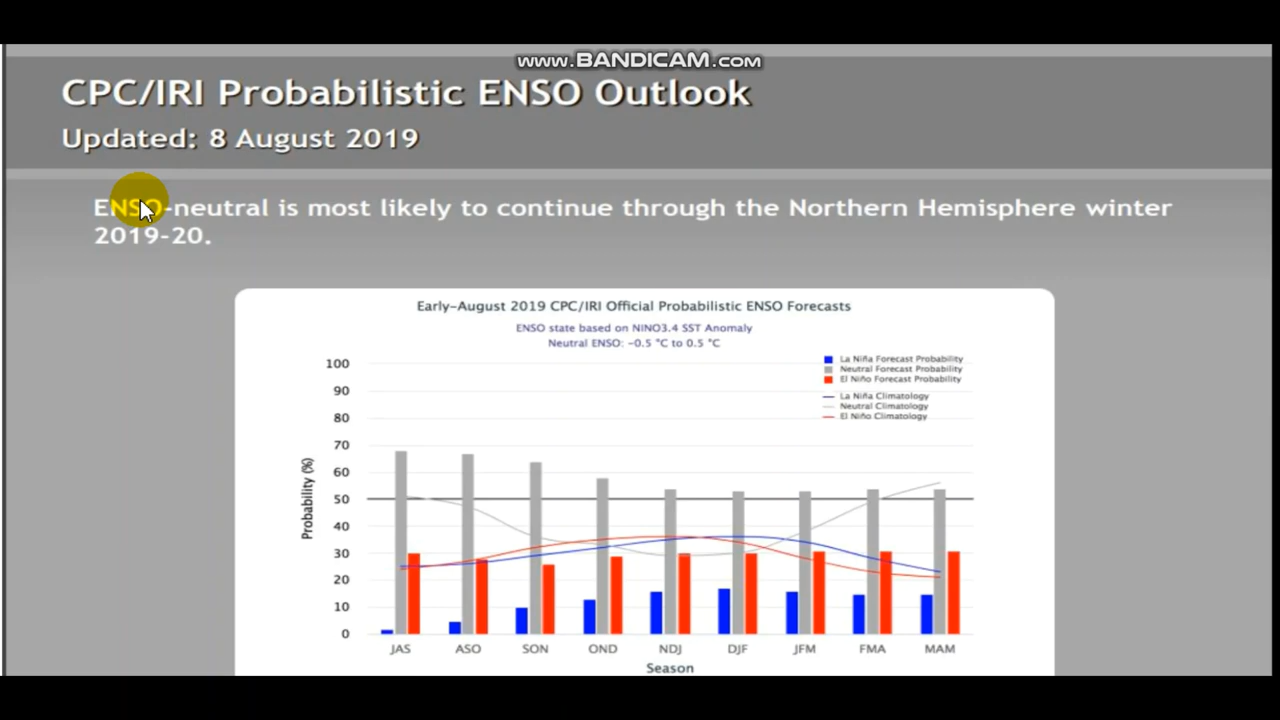 www.BANDICAM.com
CPC/IRI Probabilistic ENSO Outlook
Updated: 8 August 2019
ENSO-neutral is most likely to continue through the Northern Hemisphere winter
2019-20.
Early-August 2019 CPC/IRI Official Probabilistic ENSO Forecasts
ENSO state based on NINO3.4 SST Anomaly
Neutral ENSO: -0.5 °C to 0.5 °C
La Niña Forecast Probability
Neutral Forecast Probability
El Niño Forecast Probability
La Niña Climatology
Neutral Climatology
El Niño Climatology
Probability (%)
100
90
80
70
60
50
40
30
20
10
0
JAS ASO SON OND NDJ DJF JFM FMA MAM
Season